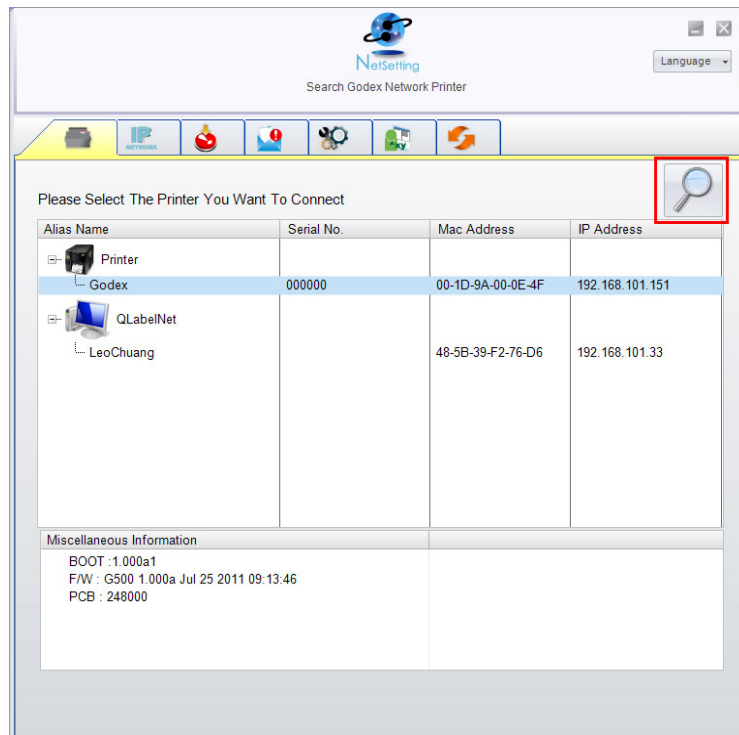 NetSetting
Language
Search Godex Network Printer
IP
NETWORK
xy
Please Select The Printer You Want To Connect
Alias Name Serial No. Mac Address IP Address
Printer
Godex 000000 00-1D-9A-00-0E-4F 192.168.101.151
QLabelNet
LeoChuang 48-5B-39-F2-76-D6 192.168.101.33
Miscellaneous Information
BOOT :1.000a1
F/W : G500 1.000a Jul 25 2011 09:13:46
PCB : 248000